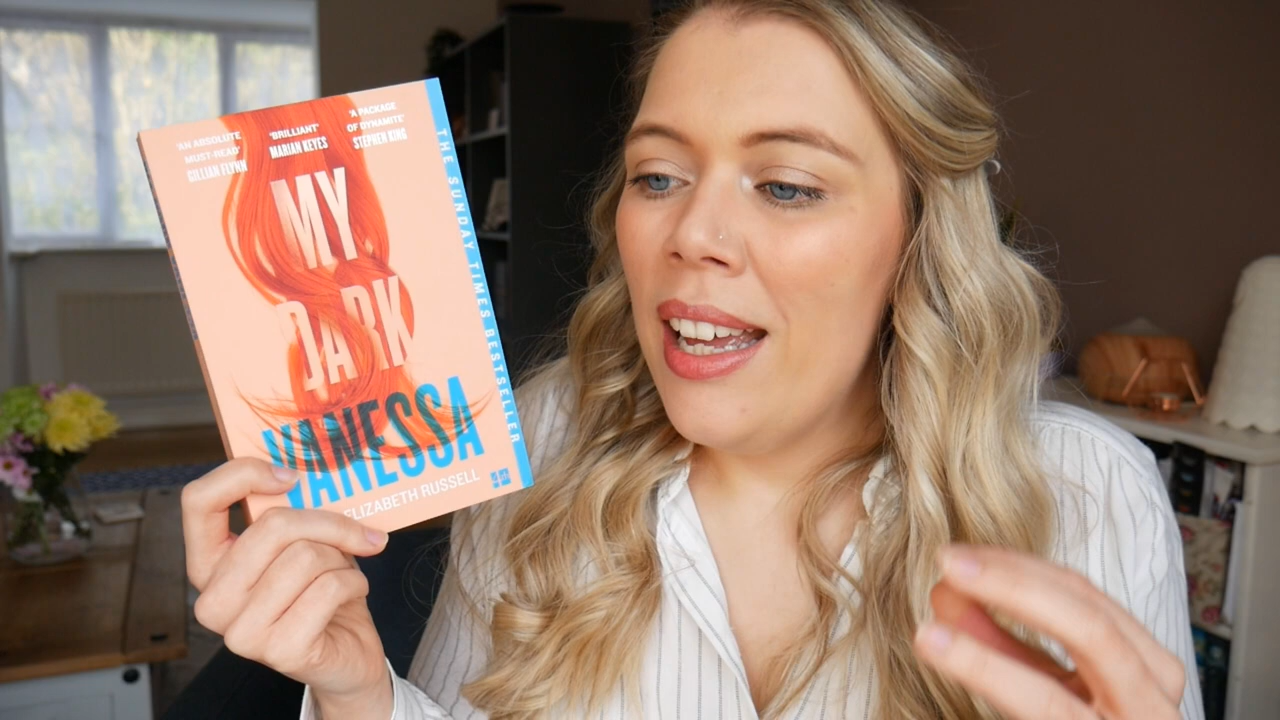 'AN ABSOLUTE
MUST-READ'
GILLIAN FLYNN
'BRILLIANT'
MARIAN KEYES
'A PACKAGE
OF DYNAMITE'
STEPHEN KING
MY
DARK
VANESSA
ELIZABETH RUSSELL
THE SUNDAY TIMES BESTSELLER